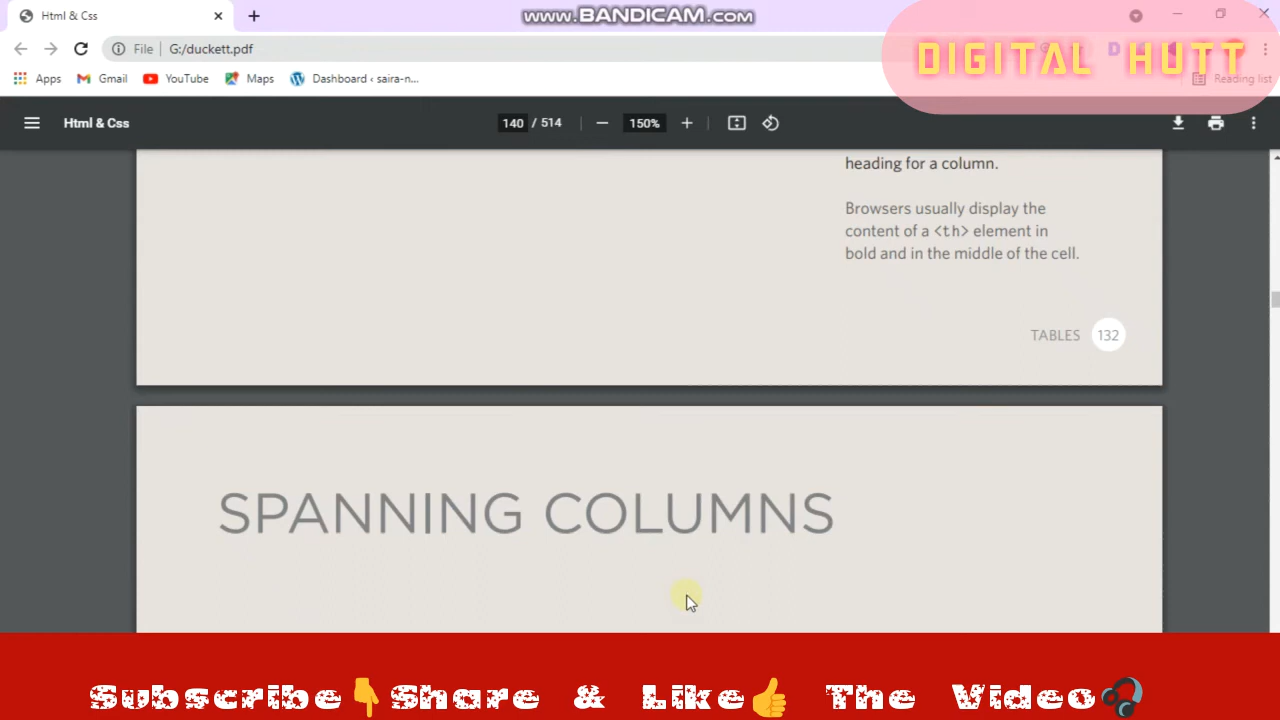 Html & Css
www.BANDICAM.com
File
G:/duckett.pdf
DIGITAL HUTT
Apps
Gmail
YouTube
Maps
Dashboard ‹ saira-n...
Reading list
Html & Css
140 / 514
150%
heading for a column.
Browsers usually display the
content of a <th> element in
bold and in the middle of the cell.
TABLES 132
SPANNING COLUMNS
Subscribe👇Share & Like👍 The Video🎧